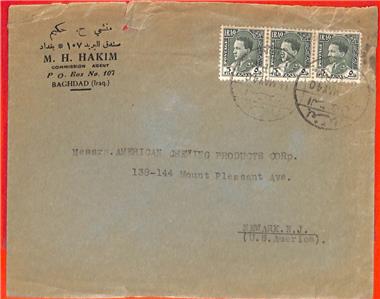 منشي ح. حكيم
صندوق البريد ١٠٧ * بغداد
M. H. HAKIM
COMMISSION AGENT
P. O. Box No. 107
BAGHDAD (Iraq.)
IRAQ IRAQ IRAQ
Messrs. AMERICAN CHEWING PRODUCTS CORP.
138-144 Mount Pleasant Ave.
NEWARK.N.J.
(U.S.America).